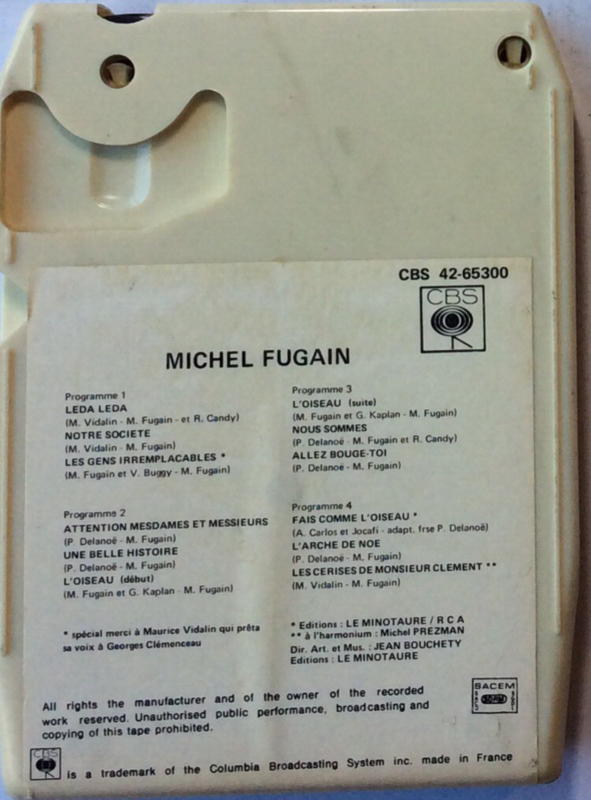 CBS 42-65300
CBS
MICHEL FUGAIN
Programme 1
LEDA LEDA
(M. Vidalin - M. Fugain - et R. Candy)
NOTRE SOCIETE
(M. Vidalin - M. Fugain)
LES GENS IRREMPLACABLES *
(M. Fugain et V. Buggy - M. Fugain)
Programme 2
ATTENTION MESDAMES ET MESSIEURS
(P. Delanoë - M. Fugain)
UNE BELLE HISTOIRE
(P. Delanoë - M. Fugain)
L'OISEAU (début)
(M. Fugain et G. Kaplan - M. Fugain)
* spécial merci à Maurice Vidalin qui prêta
sa voix à Georges Clémenceau
Programme 3
L'OISEAU (suite)
(M. Fugain et G. Kaplan - M. Fugain)
NOUS SOMMES
(P. Delanoë - M. Fugain et R. Candy)
ALLEZ BOUGE-TOI
(P. Delanoë - M. Fugain)
Programme 4
FAIS COMME L'OISEAU *
(A. Carlos et Jocafi - adapt. frse P. Delanoë)
L'ARCHE DE NOE
(P. Delanoë - M. Fugain)
LES CERISES DE MONSIEUR CLEMENT **
(M. Vidalin - M. Fugain)
* Editions : LE MINOTAURE / R C A
** à l'harmonium : Michel PREZMAN
Dir. Art. et Mus. : JEAN BOUCHETY
Editions : LE MINOTAURE
All rights the manufacturer and of the owner of the recorded
work reserved. Unauthorised public performance, broadcasting and
copying of this tape prohibited.
SACEM
CBS
is a trademark of the Columbia Broadcasting System inc. made in France